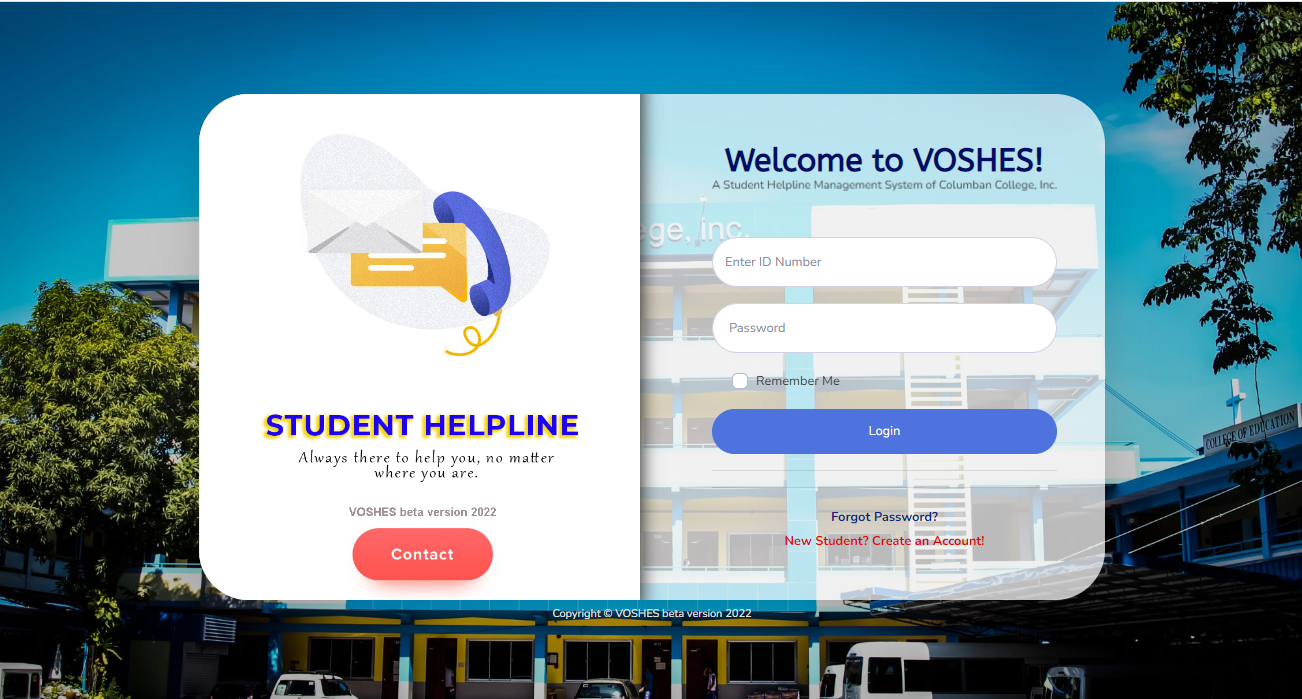 STUDENT HELPLINE
Always there to help you, no matter
where you are.
VOSHES beta version 2022
Contact
Welcome to VOSHES!
A Student Helpline Management System of Columban College, Inc.
ege, Inc.
Enter ID Number
Password
Remember Me
Login
Forgot Password?
New Student? Create an Account!
COLLEGE OF EDUCATION
Copyright © VOSHES beta version 2022